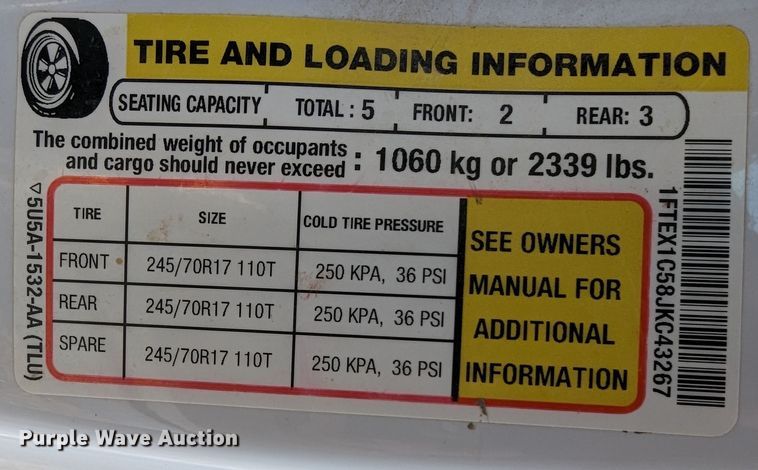 TIRE AND LOADING INFORMATION
SEATING CAPACITY TOTAL : 5 FRONT: 2 REAR: 3
The combined weight of occupants
and cargo should never exceed : 1060 kg or 2339 lbs.
TIRE SIZE COLD TIRE PRESSURE
FRONT 245/70R17 110T 250 KPA, 36 PSI
REAR 245/70R17 110T 250 KPA, 36 PSI
SPARE 245/70R17 110T 250 KPA, 36 PSI
SEE OWNERS
MANUAL FOR
ADDITIONAL
INFORMATION
5U5A-1532-AA (TLU)
1FTEX1C58JKC43267
Purple Wave Auction